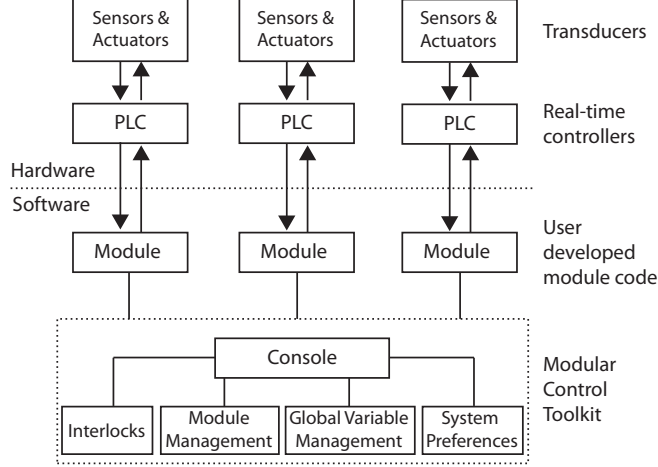 Sensors &
Actuators
Sensors &
Actuators
Sensors &
Actuators
Transducers
PLC
PLC
PLC
Real-time
controllers
Hardware
Software
Module
Module
Module
User
developed
module code
Console
Interlocks
Module
Management
Global Variable
Management
System
Preferences
Modular
Control
Toolkit